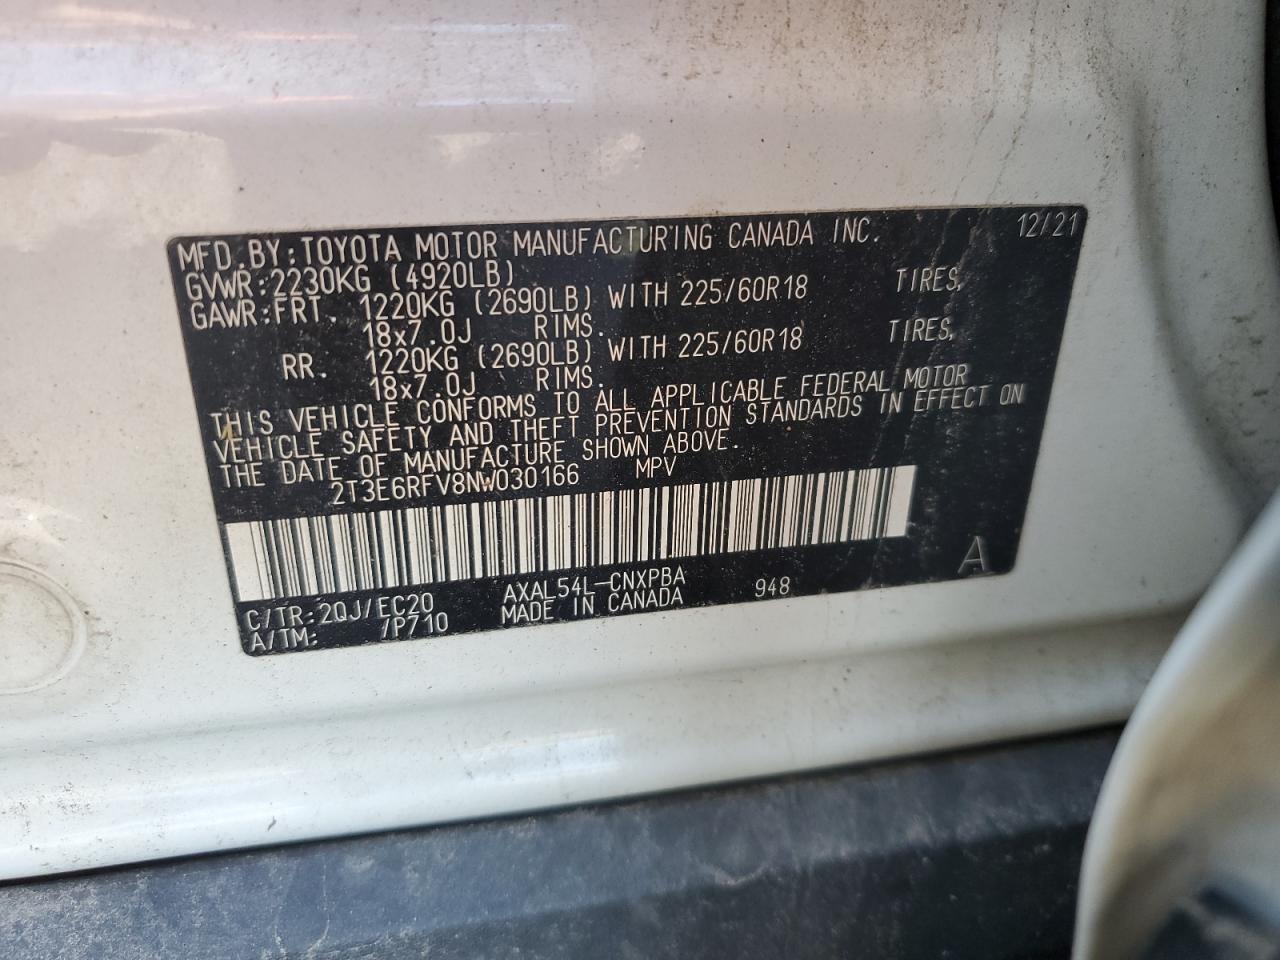 MFD. BY: TOYOTA MOTOR MANUFACTURING CANADA INC. 12/21
GVWR: 2230KG (4920LB)
GAWR: FRT. 1220KG (2690LB) WITH 225/60R18 TIRES,
18x7.0J RIMS.
RR. 1220KG (2690LB) WITH 225/60R18 TIRES,
18x7.0J RIMS.
THIS VEHICLE CONFORMS TO ALL APPLICABLE FEDERAL MOTOR
VEHICLE SAFETY AND THEFT PREVENTION STANDARDS IN EFFECT ON
THE DATE OF MANUFACTURE SHOWN ABOVE.
2T3E6RFV8NW030166 MPV
C/TR: 2QJ/EC20 AXAL54L-CNXPBA 948 A
A/TM: /P710 MADE IN CANADA